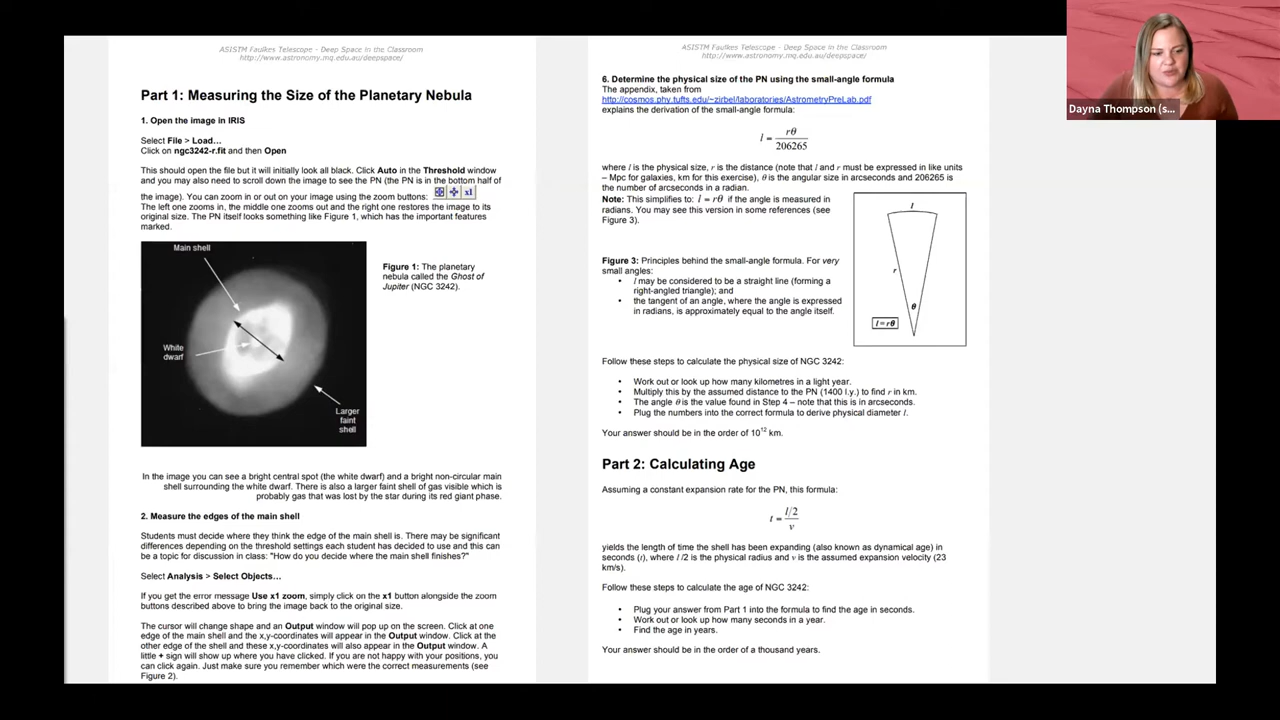 ASISTM Faulkes Telescope - Deep Space in the Classroom
http://www.astronomy.mq.edu.au/deepspace/
Part 1: Measuring the Size of the Planetary Nebula
1. Open the image in IRIS
Select File > Load...
Click on ngc3242-r.fit and then Open
This should open the file but it will initially look all black. Click Auto in the Threshold window
and you may also need to scroll down the image to see the PN (the PN is in the bottom half of
the image). You can zoom in or out on your image using the zoom buttons: x1
The left one zooms in, the middle one zooms out and the right one restores the image to its
original size. The PN itself looks something like Figure 1, which has the important features
marked.
Main shell
White
dwarf
Larger
faint
shell
Figure 1: The planetary
nebula called the Ghost of
Jupiter (NGC 3242).
In the image you can see a bright central spot (the white dwarf) and a bright non-circular main
shell surrounding the white dwarf. There is also a larger faint shell of gas visible which is
probably gas that was lost by the star during its red giant phase.
2. Measure the edges of the main shell
Students must decide where they think the edge of the main shell is. There may be significant
differences depending on the threshold settings each student has decided to use and this can
be a topic for discussion in class: "How do you decide where the main shell finishes?"
Select Analysis > Select Objects...
If you get the error message Use x1 zoom, simply click on the x1 button alongside the zoom
buttons described above to bring the image back to the original size.
The cursor will change shape and an Output window will pop up on the screen. Click at one
edge of the main shell and the x,y-coordinates will appear in the Output window. Click at the
other edge of the shell and these x,y-coordinates will also appear in the Output window. A
little + sign will show up where you have clicked. If you are not happy with your positions, you
can click again. Just make sure you remember which were the correct measurements (see
Figure 2).
ASISTM Faulkes Telescope - Deep Space in the Classroom
http://www.astronomy.mq.edu.au/deepspace/
6. Determine the physical size of the PN using the small-angle formula
The appendix, taken from
http://cosmos.phy.tufts.edu/~zirbel/laboratories/AstrometryPreLab.pdf
explains the derivation of the small-angle formula:
l = rθ / 206265
where l is the physical size, r is the distance (note that l and r must be expressed in like units
– Mpc for galaxies, km for this exercise), θ is the angular size in arcseconds and 206265 is
the number of arcseconds in a radian.
Note: This simplifies to: l = rθ if the angle is measured in
radians. You may see this version in some references (see
Figure 3).
Figure 3: Principles behind the small-angle formula. For very
small angles:
• l may be considered to be a straight line (forming a
right-angled triangle); and
• the tangent of an angle, where the angle is expressed
in radians, is approximately equal to the angle itself.
l
r
θ
l = rθ
Follow these steps to calculate the physical size of NGC 3242:
• Work out or look up how many kilometres in a light year.
• Multiply this by the assumed distance to the PN (1400 l.y.) to find r in km.
• The angle θ is the value found in Step 4 – note that this is in arcseconds.
• Plug the numbers into the correct formula to derive physical diameter l.
Your answer should be in the order of 10¹² km.
Part 2: Calculating Age
Assuming a constant expansion rate for the PN, this formula:
t = l/2 / v
yields the length of time the shell has been expanding (also known as dynamical age) in
seconds (t), where l /2 is the physical radius and v is the assumed expansion velocity (23
km/s).
Follow these steps to calculate the age of NGC 3242:
• Plug your answer from Part 1 into the formula to find the age in seconds.
• Work out or look up how many seconds in a year.
• Find the age in years.
Your answer should be in the order of a thousand years.
Dayna Thompson (s...